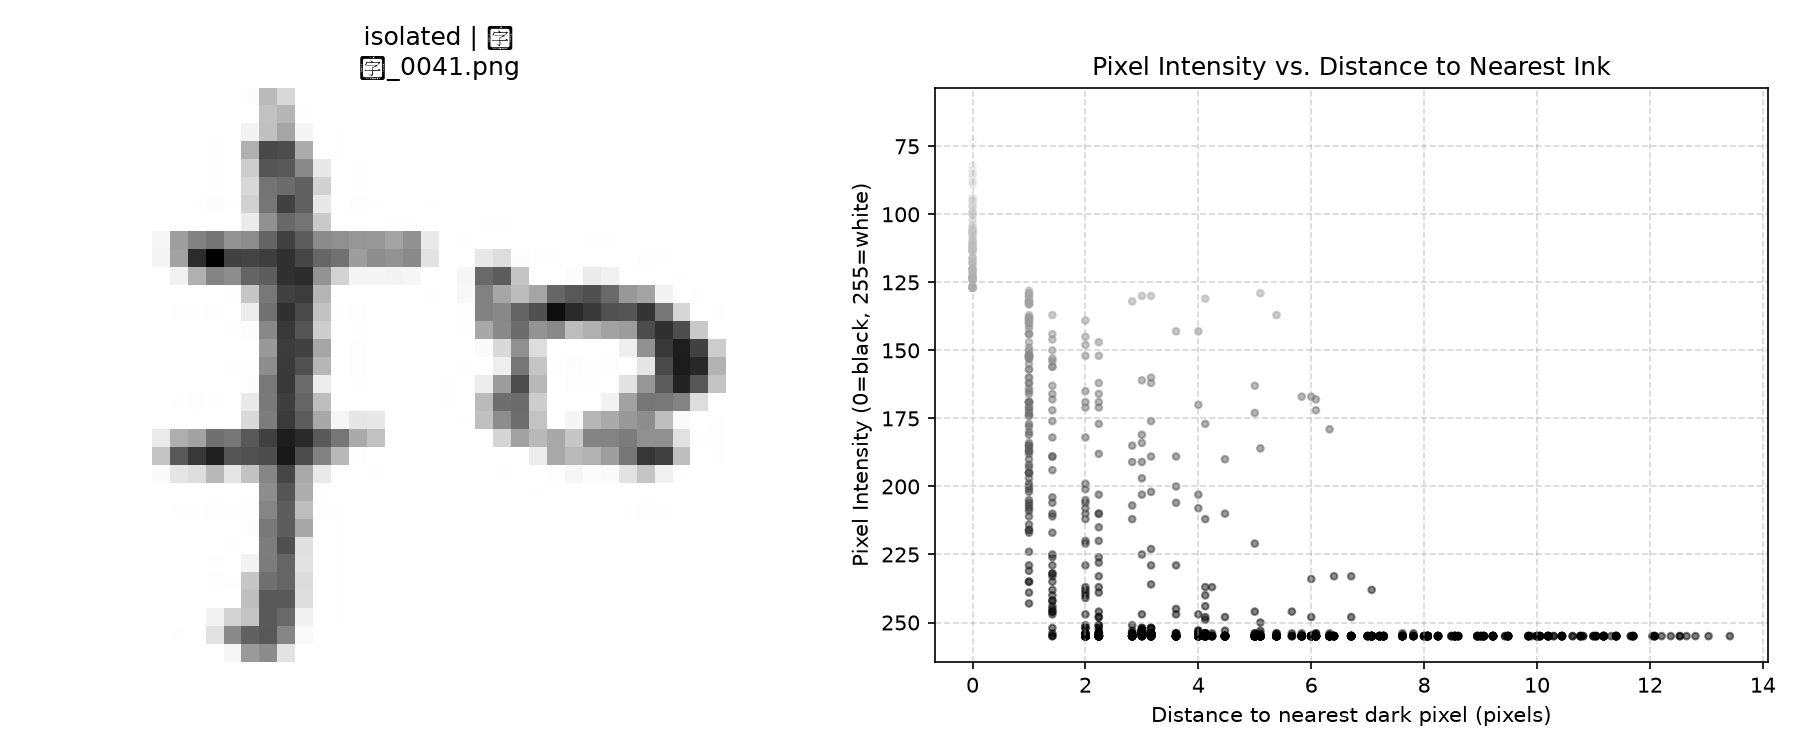 isolated |
_0041.png
扣
Pixel Intensity vs. Distance to Nearest Ink
Pixel Intensity (0=black, 255=white)
75
100
125
150
175
200
225
250
0 2 4 6 8 10 12 14
Distance to nearest dark pixel (pixels)